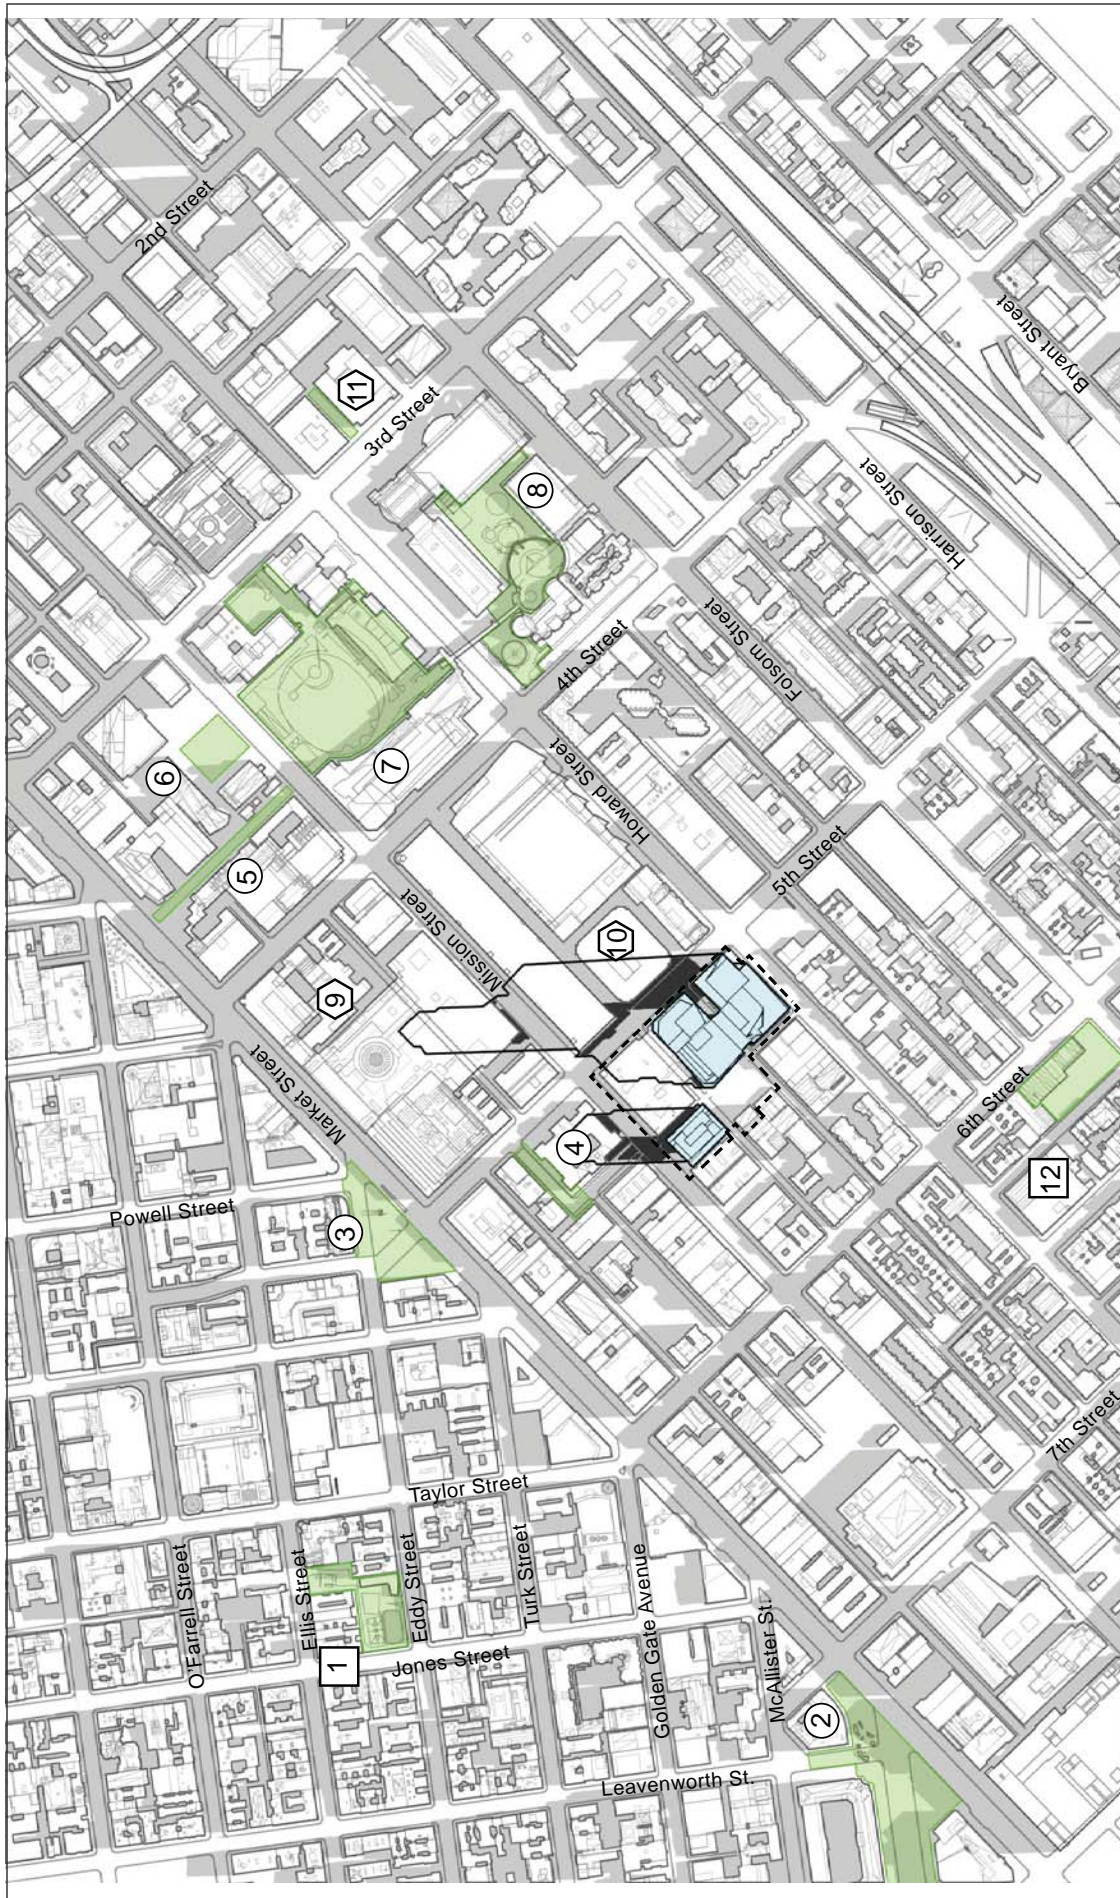 2nd Street
11
3rd Street
8
6
7
5
4th Street
Folsom Street
Harrison Street
Bryant Street
Howard Street
5th Street
Mission Street
9
10
Market Street
4
6th Street
12
Powell Street
3
7th Street
Taylor Street
O'Farrell Street
Ellis Street
Eddy Street
Turk Street
1
Jones Street
Golden Gate Avenue
McAllister St.
2
Leavenworth St.